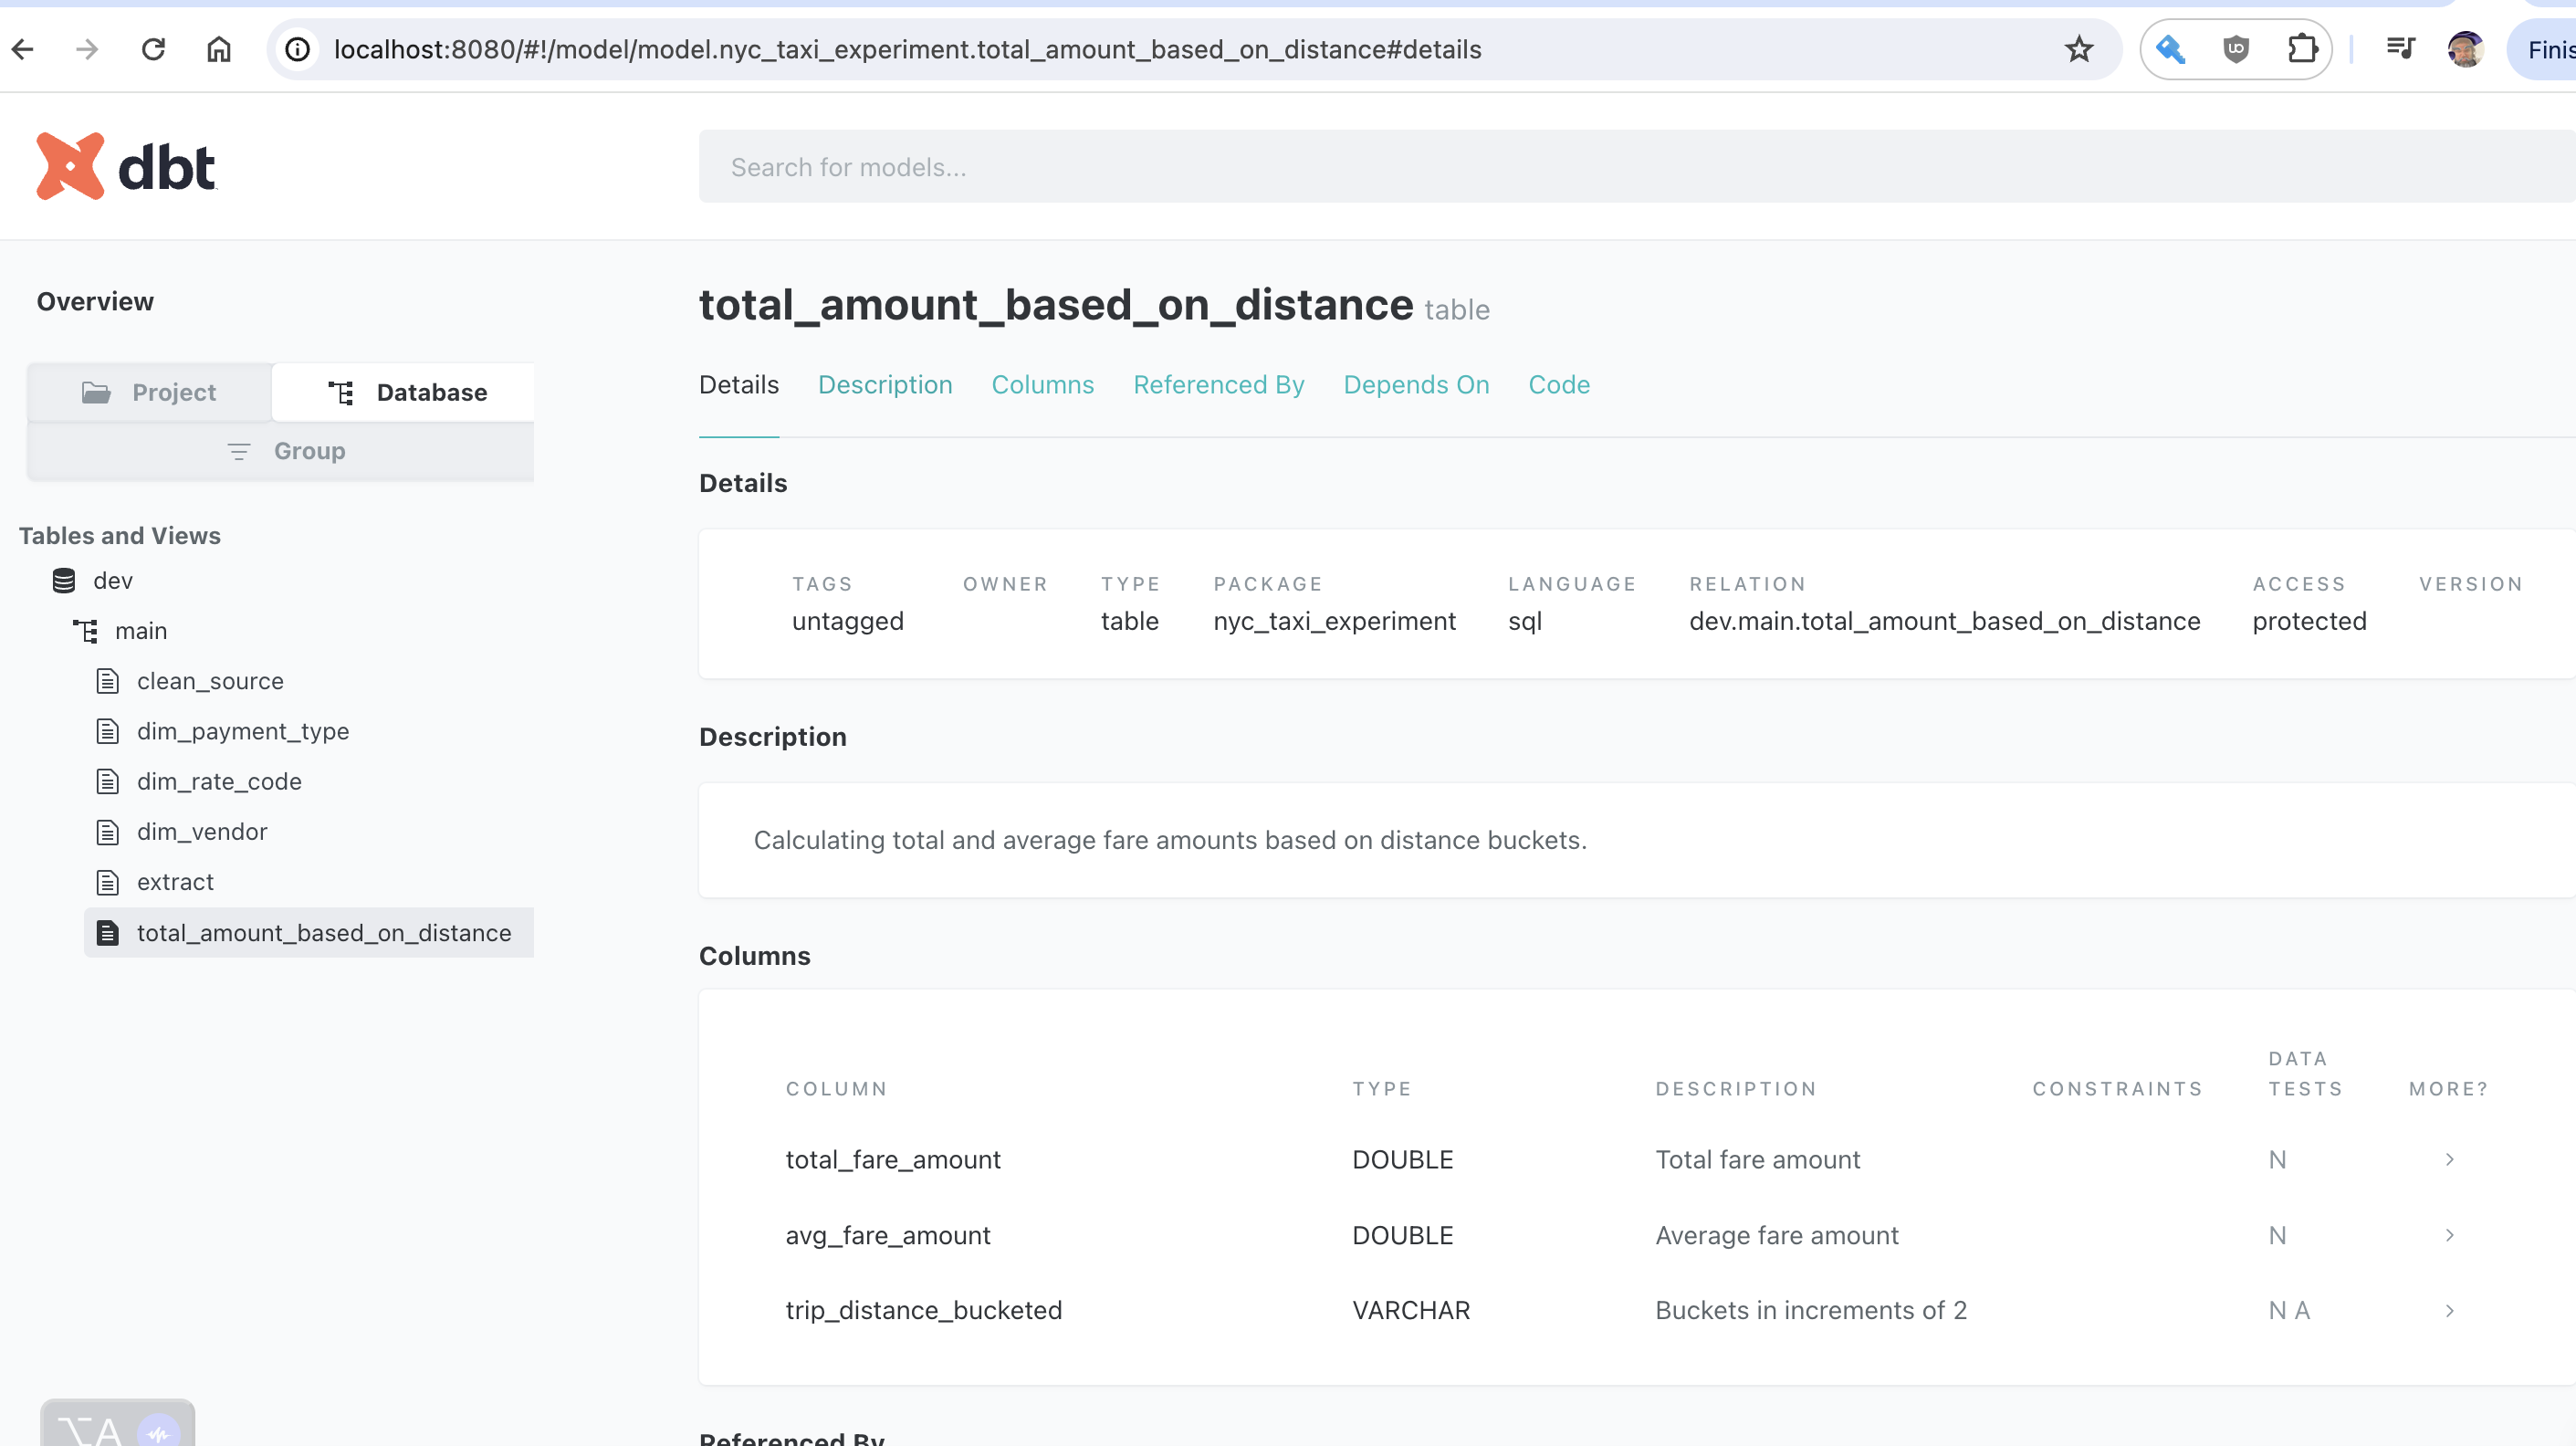 localhost:8080/#!/model/model.nyc_taxi_experiment.total_amount_based_on_distance#details
Finis
dbt
Search for models...
Overview
Project
Database
Group
Tables and Views
dev
main
clean_source
dim_payment_type
dim_rate_code
dim_vendor
extract
total_amount_based_on_distance
total_amount_based_on_distance table
Details Description Columns Referenced By Depends On Code
Details
TAGS OWNER TYPE PACKAGE LANGUAGE RELATION ACCESS VERSION
untagged table nyc_taxi_experiment sql dev.main.total_amount_based_on_distance protected
Description
Calculating total and average fare amounts based on distance buckets.
Columns
COLUMN TYPE DESCRIPTION CONSTRAINTS DATA TESTS MORE?
total_fare_amount DOUBLE Total fare amount N
avg_fare_amount DOUBLE Average fare amount N
trip_distance_bucketed VARCHAR Buckets in increments of 2 N A
Referenced By
⌥A